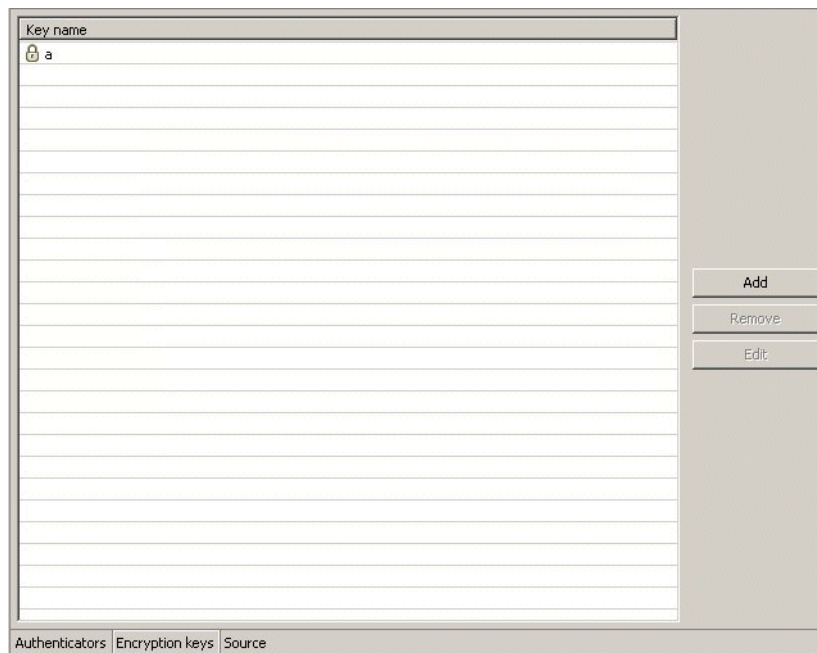 Key name
a
Add
Remove
Edit
Authenticators Encryption keys Source